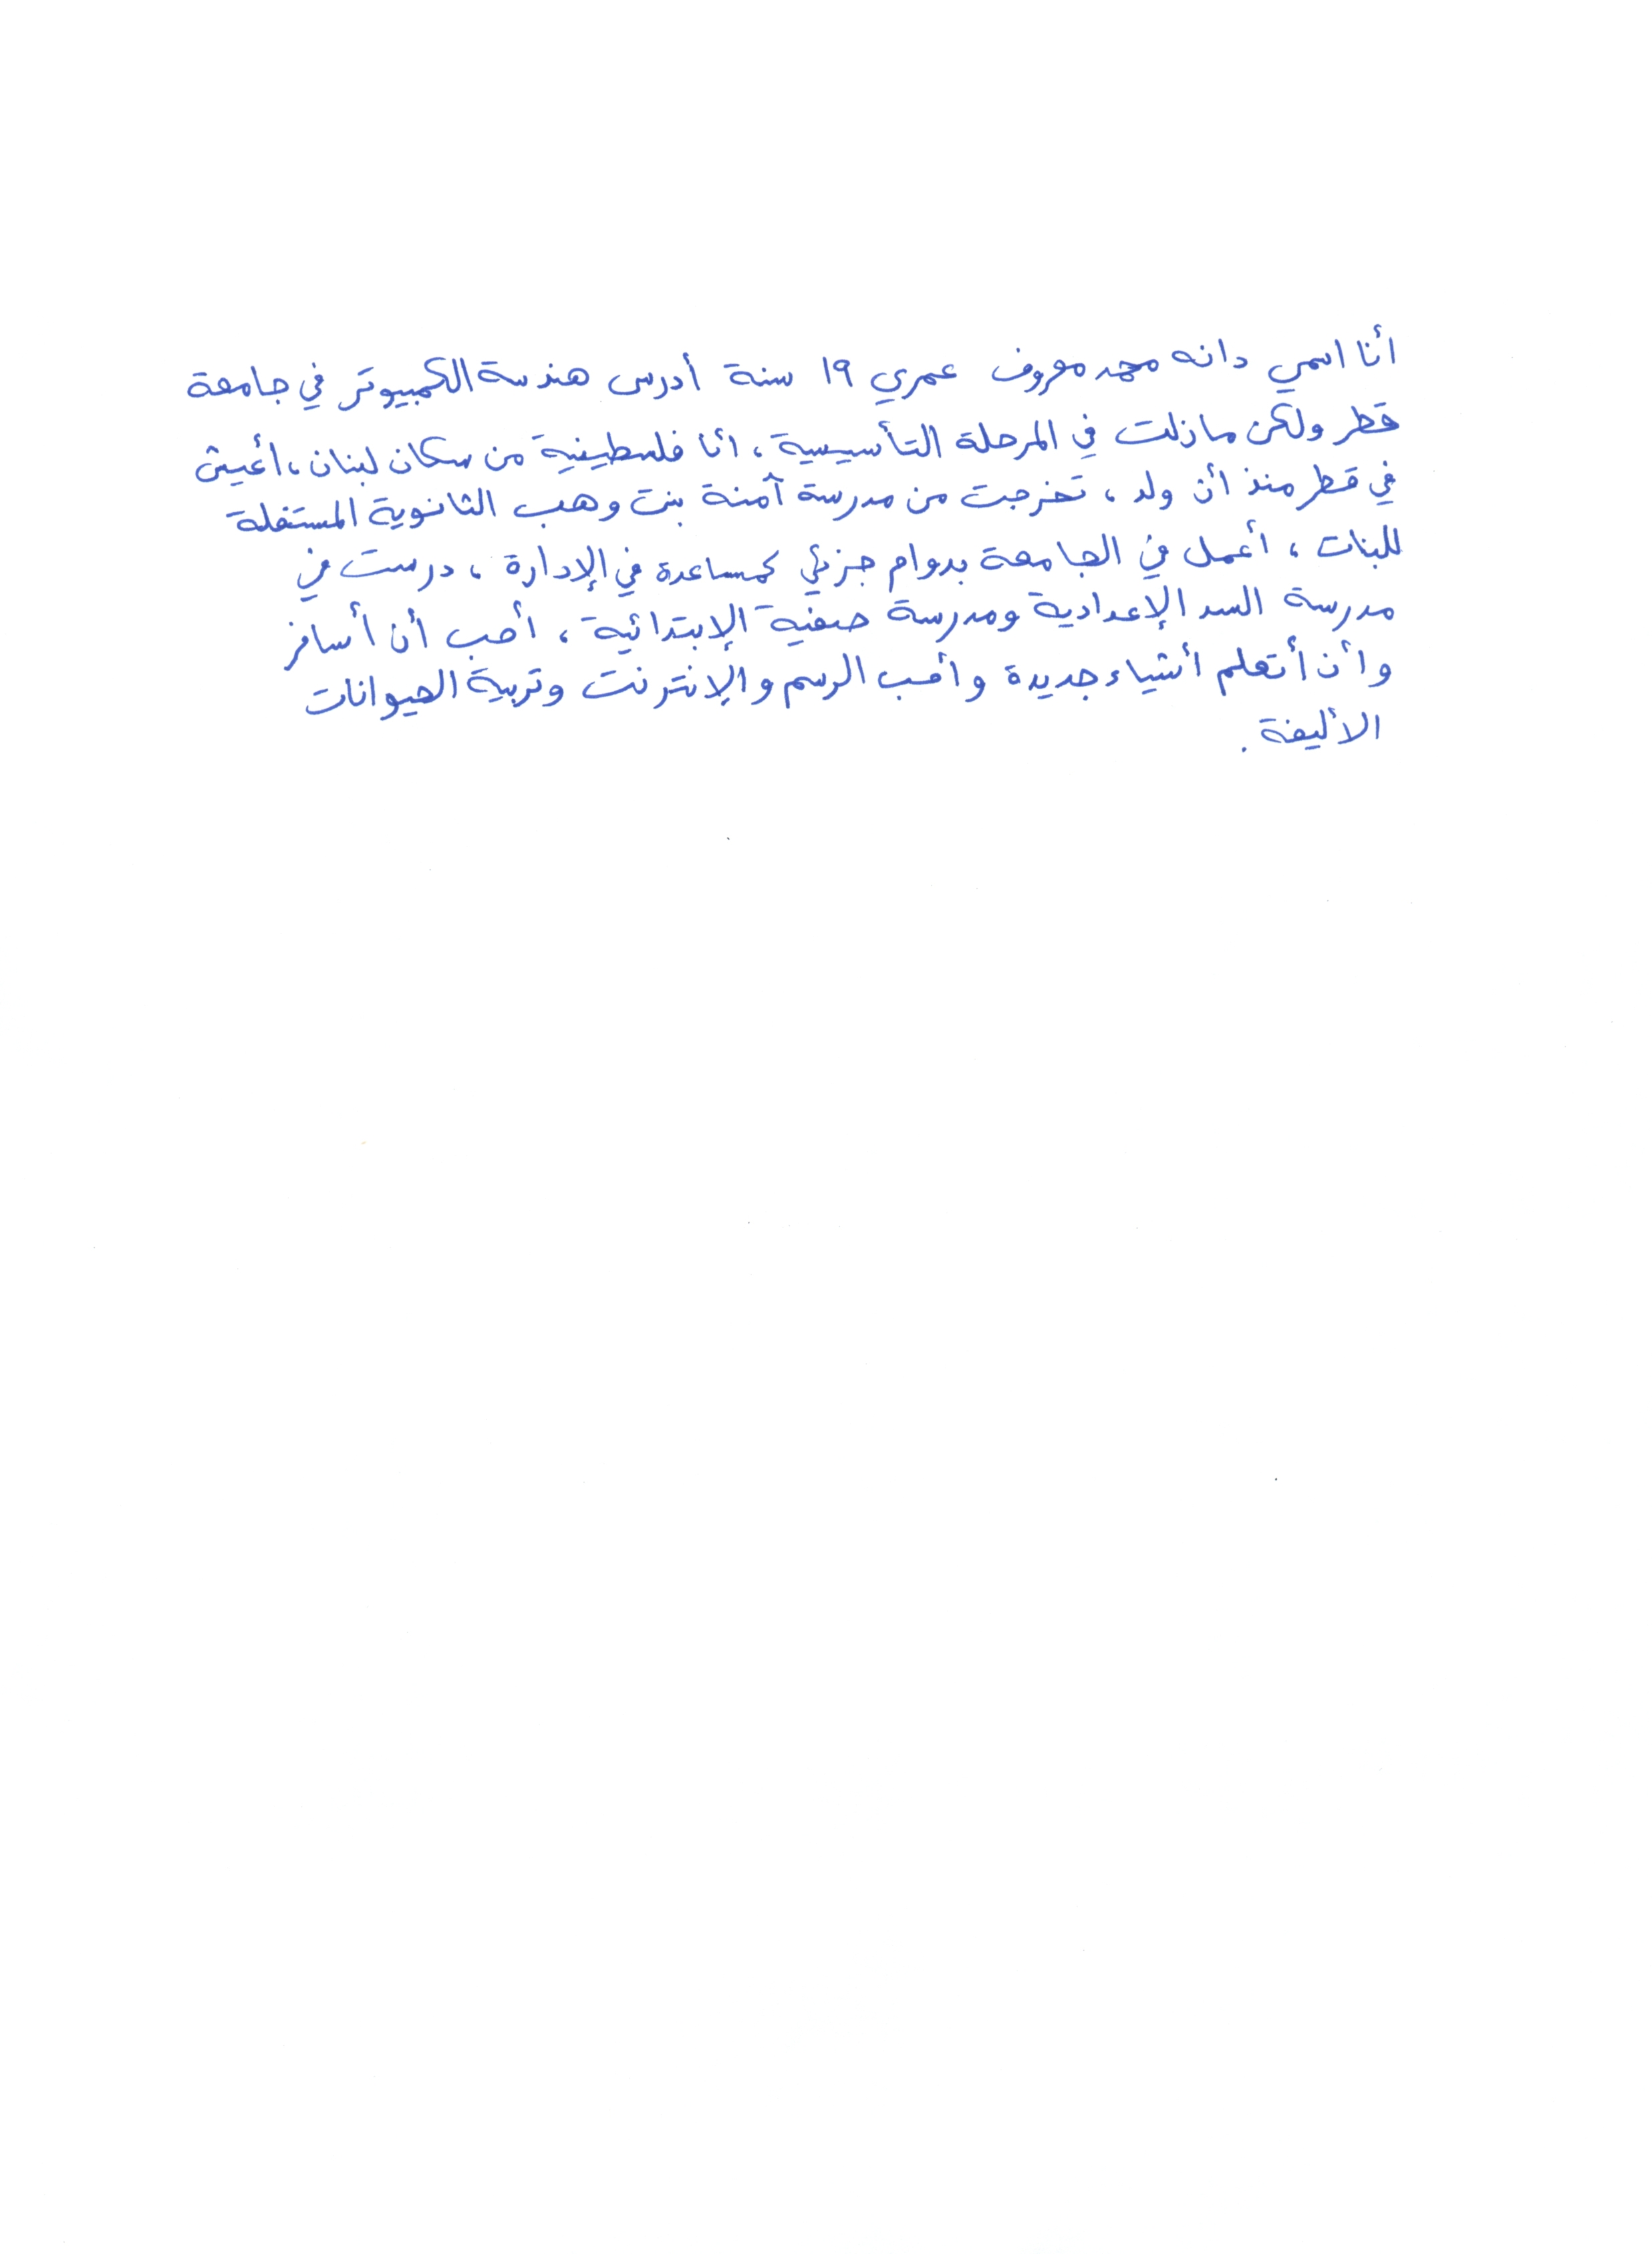 أنا اسمي دانه محمد معروف عمري ١٩ سنة أدرس هندسة الكمبيوتر في جامعة
قطر ولكن مازلت في المرحلة التأسيسية ، أنا فلسطينية من سكان لبنان ، أعيش
في قطر منذ أن ولد ، تخرجت من مدرسة آمنة بنت وهب الثانوية المستقلة
للبنات ، أعمل في الجامعة بدوام جزئي كمساعدة في الإدارة ، درست في
مدرسة السد الإعدادية ومدرسة صفية الإبتدائية ، أحب أن أسافر
وأن أتعلم أشياء جديدة وأحب الرسم والإنترنت وتربية الحيوانات
الأليفة .